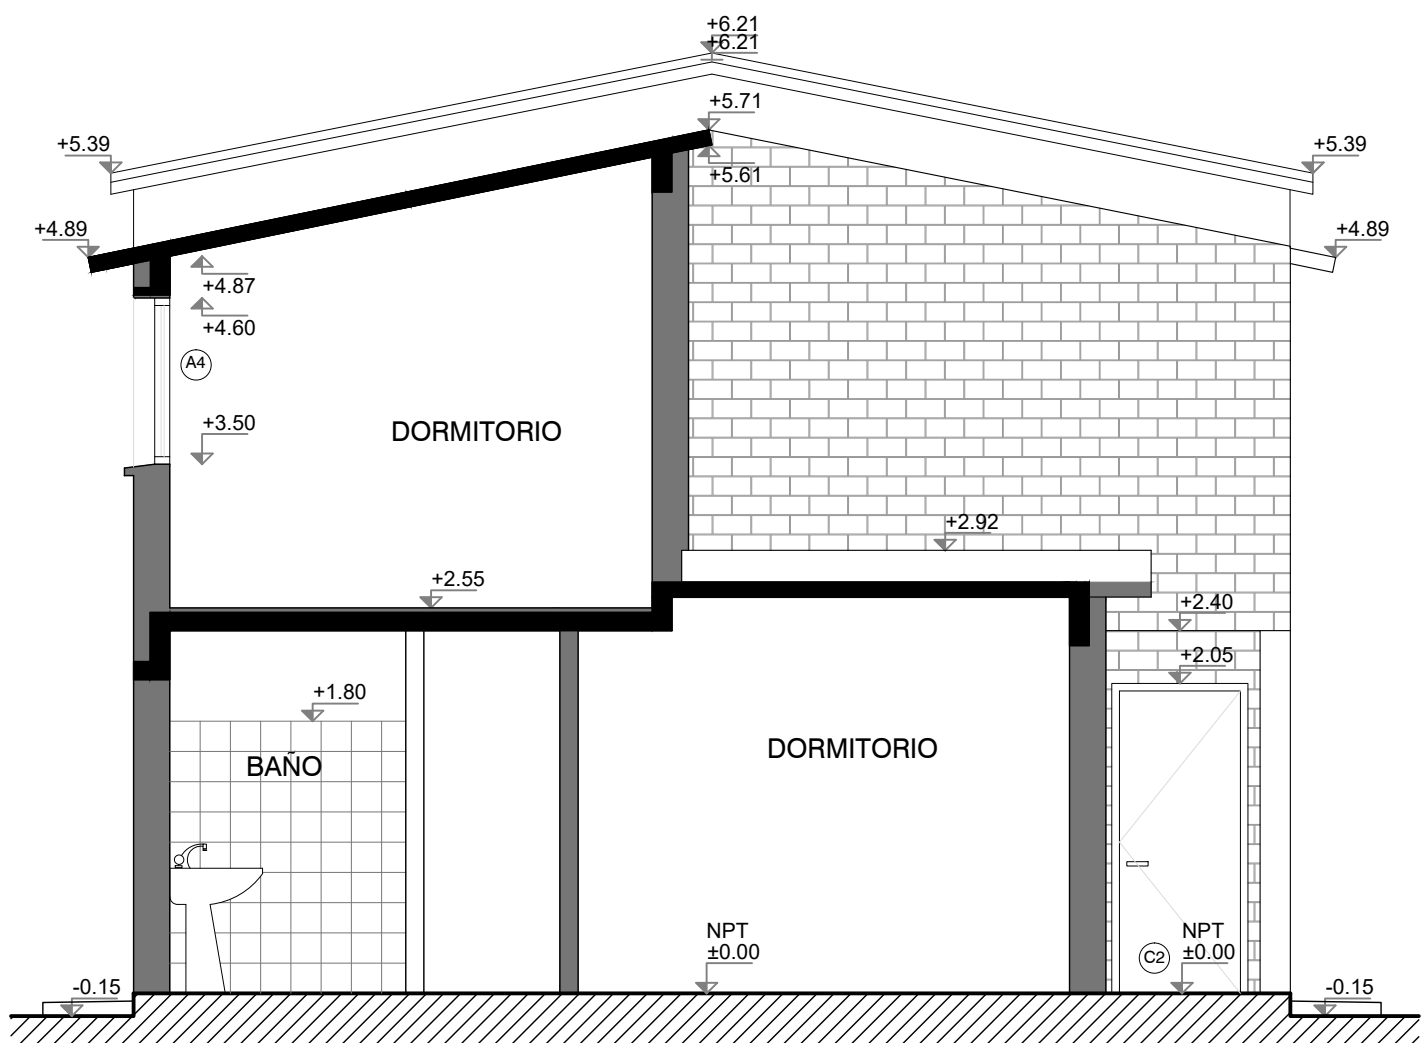 +6.21
+6.21
+5.71
+5.39
+5.39
+5.61
+4.89
+4.89
+4.87
+4.60
A4
+3.50
DORMITORIO
+2.92
+2.55
+2.40
+2.05
+1.80
DORMITORIO
BAÑO
NPT
±0.00
NPT
±0.00
C2
-0.15
-0.15